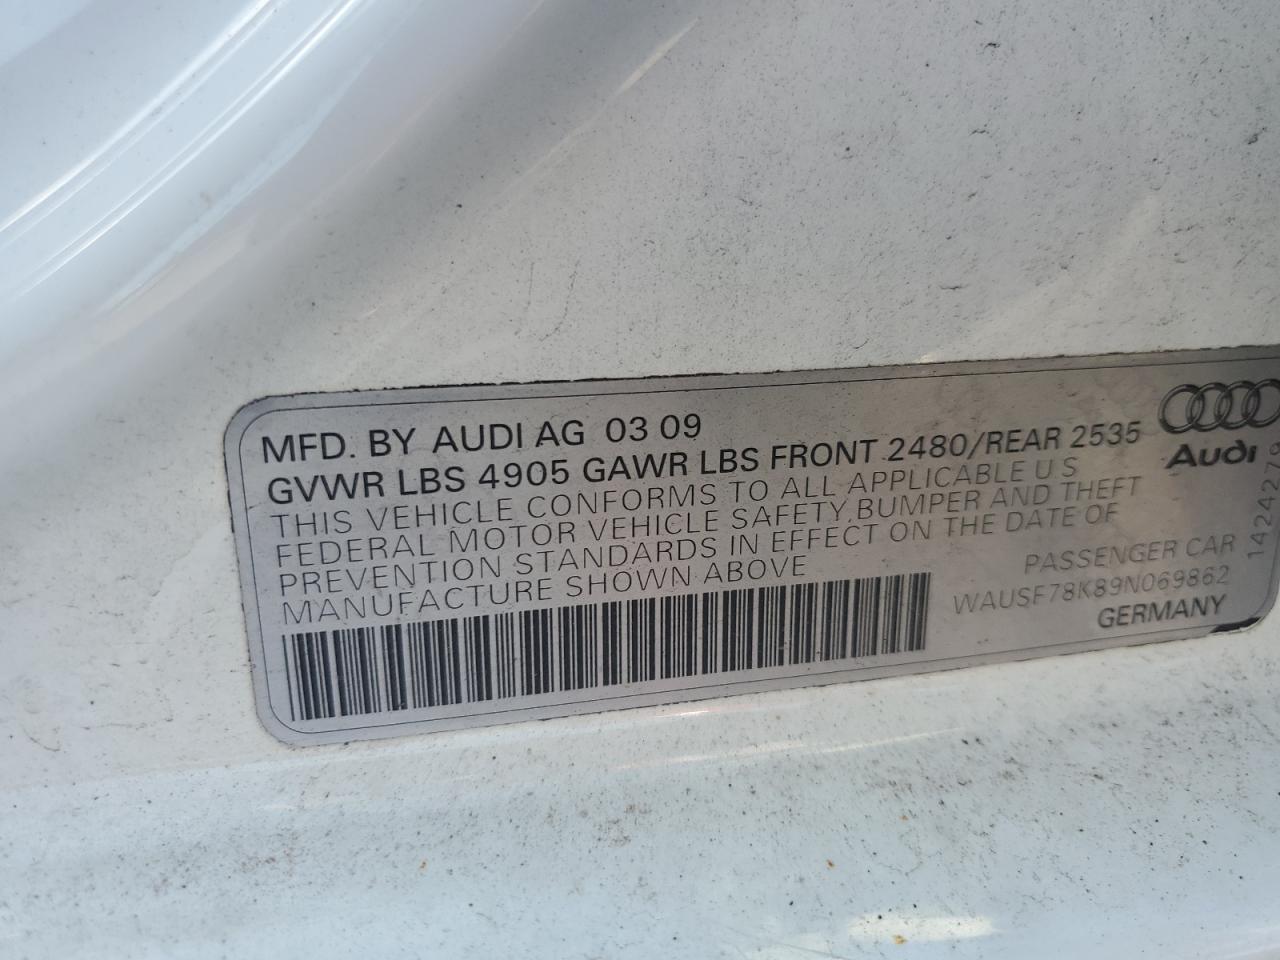 MFD. BY AUDI AG 03 09
GVWR LBS 4905 GAWR LBS FRONT 2480/REAR 2535
THIS VEHICLE CONFORMS TO ALL APPLICABLE U S
FEDERAL MOTOR VEHICLE SAFETY, BUMPER AND THEFT
PREVENTION STANDARDS IN EFFECT ON THE DATE OF
MANUFACTURE SHOWN ABOVE
Audi
PASSENGER CAR
WAUSF78K89N069862
GERMANY